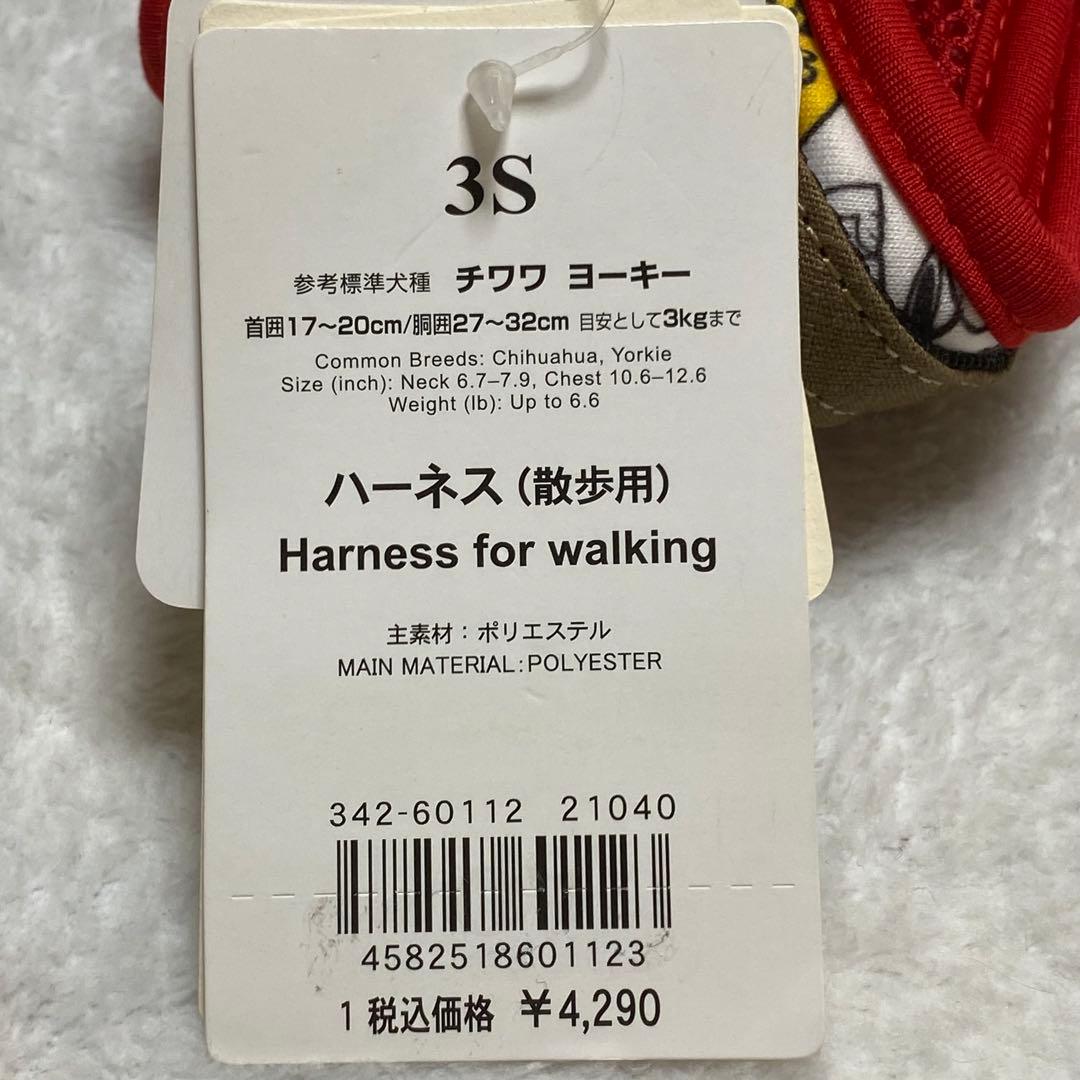 3S
参考標準犬種 チワワ ヨーキー
首囲17～20cm/胴囲27～32cm 目安として3kgまで
Common Breeds: Chihuahua, Yorkie
Size (inch): Neck 6.7–7.9, Chest 10.6–12.6
Weight (lb): Up to 6.6
ハーネス（散歩用）
Harness for walking
主素材：ポリエステル
MAIN MATERIAL:POLYESTER
342-60112 21040
4582518601123
1 税込価格 ￥4,290